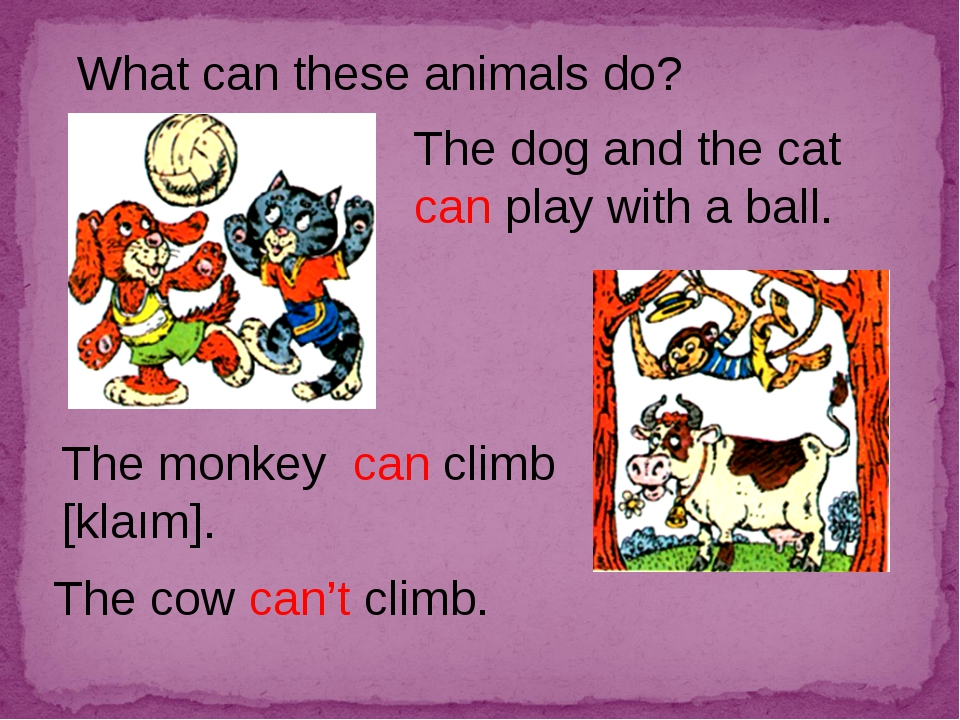 What can these animals do?
The dog and the cat
can play with a ball.
The monkey  can climb
[klaım].
The cow can’t climb.